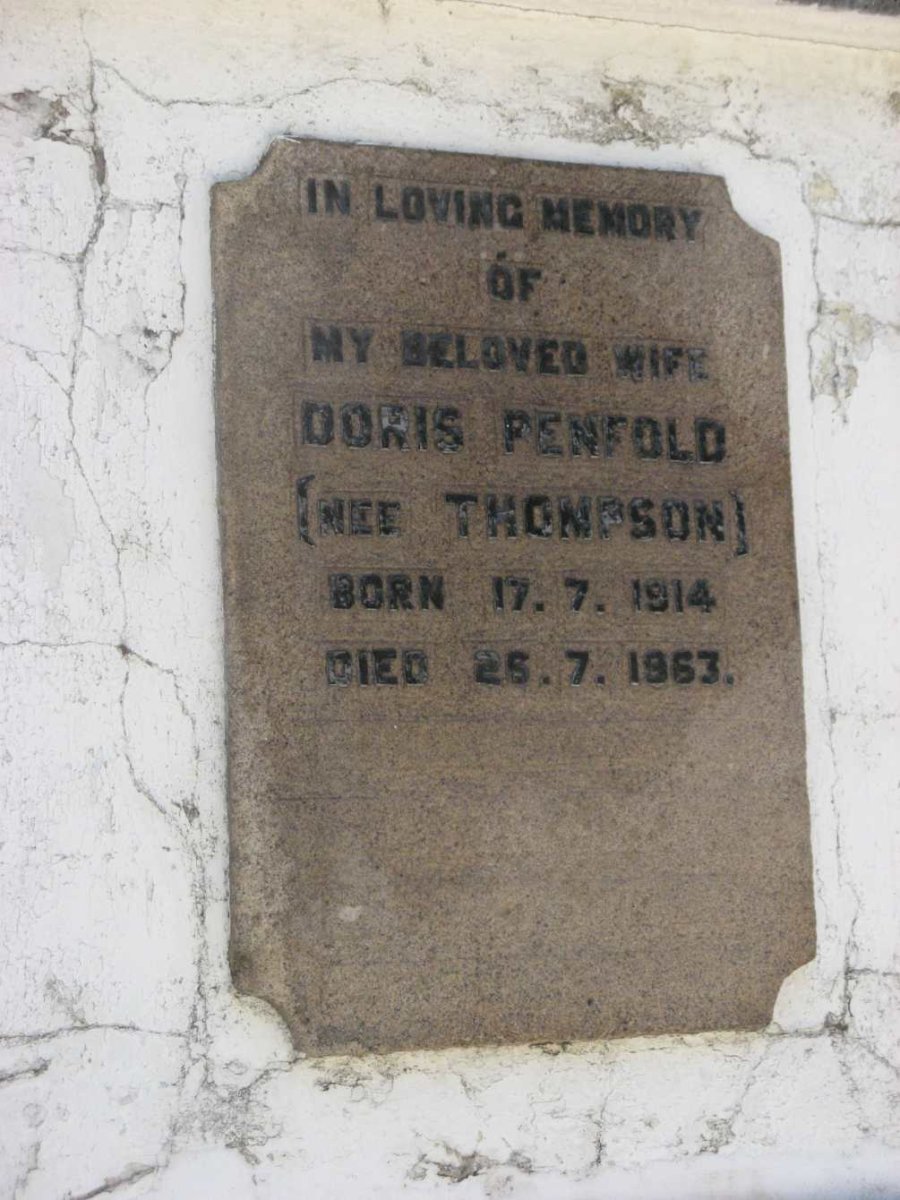 IN LOVING MEMORY
OF
MY BELOVED WIFE
DORIS PENFOLD
(NEE THOMPSON)
BORN 17. 7. 1914
DIED 26. 7. 1963.